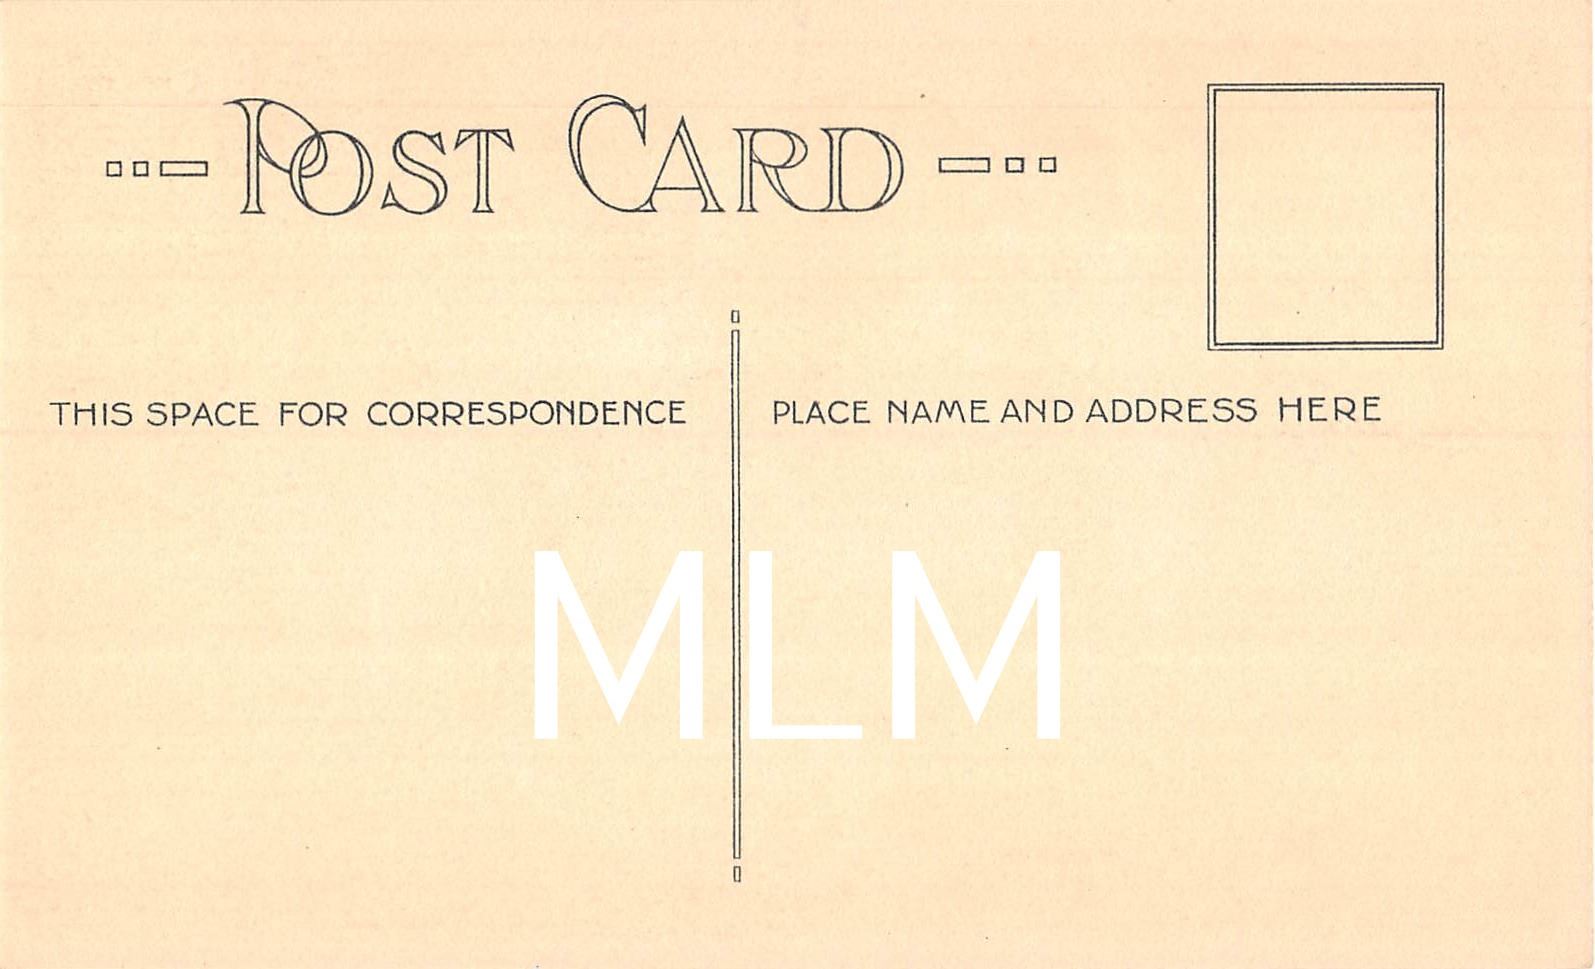 POST CARD
THIS SPACE FOR CORRESPONDENCE
PLACE NAME AND ADDRESS HERE
MLM